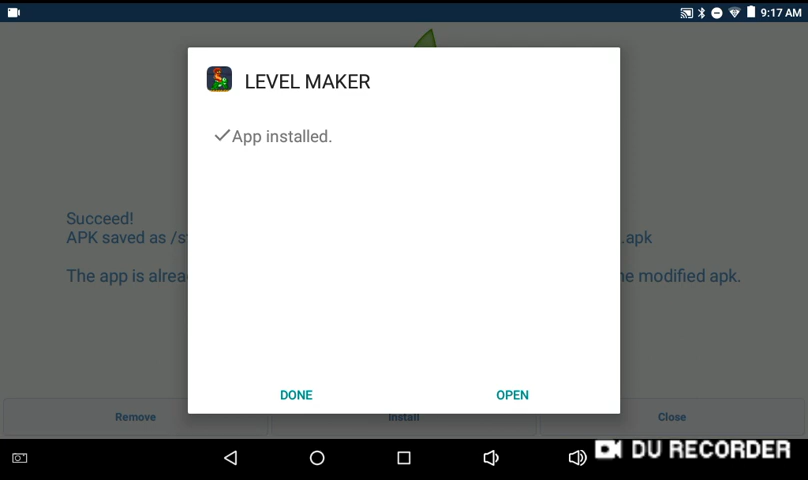 9:17 AM
LEVEL MAKER
App installed.
Succeed!
APK saved as /s
.apk
The app is alrea
e modified apk.
DONE
OPEN
Remove
Install
Close
DU RECORDER